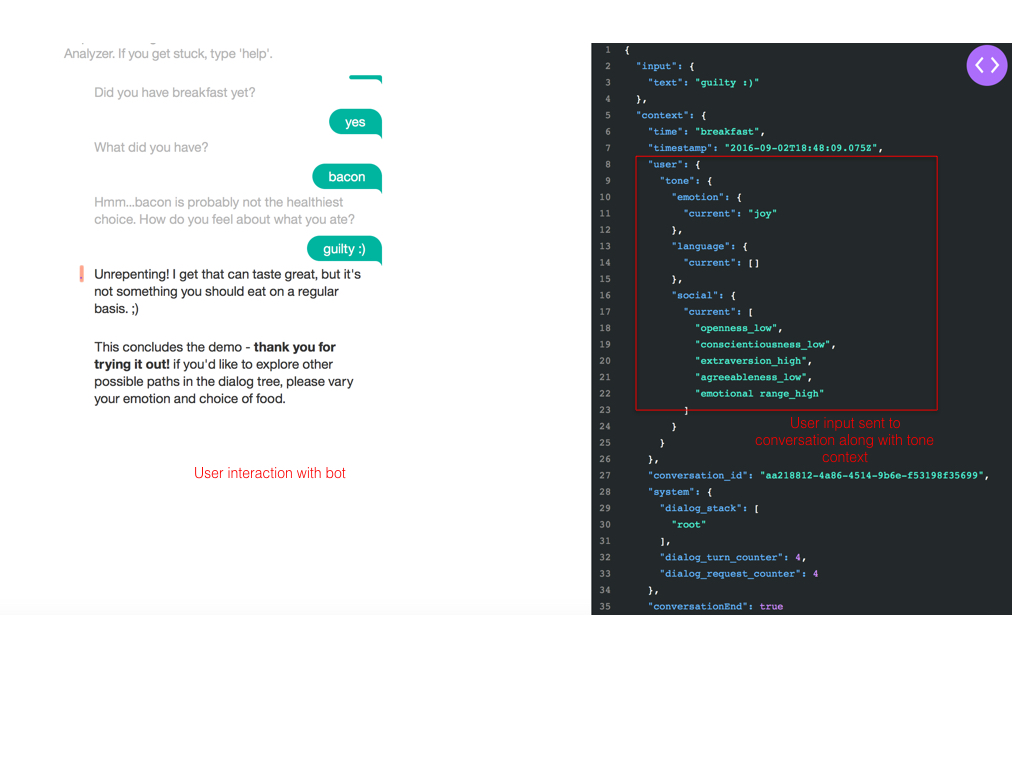 Analyzer. If you get stuck, type 'help'.
Did you have breakfast yet?
yes
What did you have?
bacon
Hmm...bacon is probably not the healthiest
choice. How do you feel about what you ate?
guilty :)
Unrepenting! I get that can taste great, but it's
not something you should eat on a regular
basis. ;)
This concludes the demo - thank you for
trying it out! if you'd like to explore other
possible paths in the dialog tree, please vary
your emotion and choice of food.
User interaction with bot
1 {
2 "input": {
3 "text": "guilty :)"
4 },
5 "context": {
6 "time": "breakfast",
7 "timestamp": "2016-09-02T18:48:09.075Z",
8 "user": {
9 "tone": {
10 "emotion": {
11 "current": "joy"
12 },
13 "language": {
14 "current": []
15 },
16 "social": {
17 "current": [
18 "openness_low",
19 "conscientiousness_low",
20 "extraversion_high",
21 "agreeableness_low",
22 "emotional range_high"
23 ]
24 }
25 }
26 },
27 "conversation_id": "aa218812-4a86-4514-9b6e-f53198f35699",
28 "system": {
29 "dialog_stack": [
30 "root"
31 ],
32 "dialog_turn_counter": 4,
33 "dialog_request_counter": 4
34 },
35 "conversationEnd": true
User input sent to
conversation along with tone
context